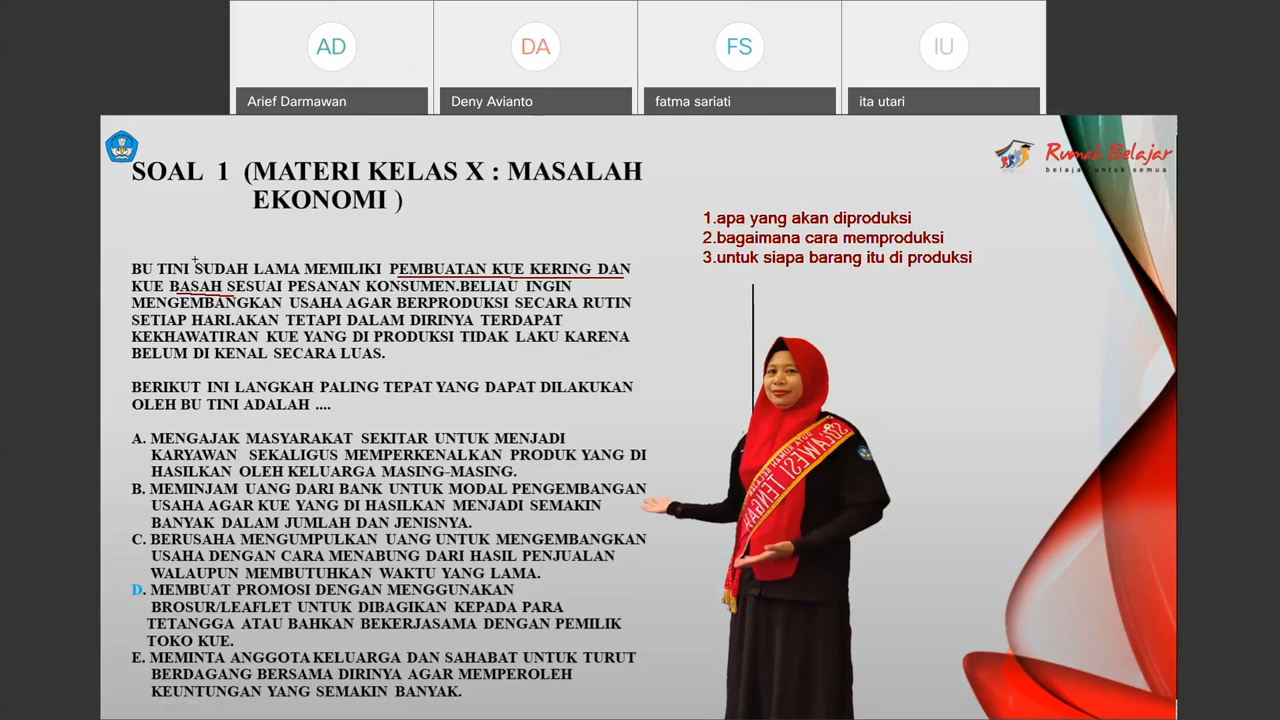 AD
DA
FS
IU
Arief Darmawan
Deny Avianto
fatma sariati
ita utari
SOAL 1 (MATERI KELAS X : MASALAH
EKONOMI )
Rumah Belajar
belajar untuk semua
1.apa yang akan diproduksi
2.bagaimana cara memproduksi
3.untuk siapa barang itu di produksi
BU TINI SUDAH LAMA MEMILIKI PEMBUATAN KUE KERING DAN
KUE BASAH SESUAI PESANAN KONSUMEN.BELIAU INGIN
MENGEMBANGKAN USAHA AGAR BERPRODUKSI SECARA RUTIN
SETIAP HARI.AKAN TETAPI DALAM DIRINYA TERDAPAT
KEKHAWATIRAN KUE YANG DI PRODUKSI TIDAK LAKU KARENA
BELUM DI KENAL SECARA LUAS.
BERIKUT INI LANGKAH PALING TEPAT YANG DAPAT DILAKUKAN
OLEH BU TINI ADALAH ....
A. MENGAJAK MASYARAKAT SEKITAR UNTUK MENJADI
KARYAWAN SEKALIGUS MEMPERKENALKAN PRODUK YANG DI
HASILKAN OLEH KELUARGA MASING-MASING.
B. MEMINJAM UANG DARI BANK UNTUK MODAL PENGEMBANGAN
USAHA AGAR KUE YANG DI HASILKAN MENJADI SEMAKIN
BANYAK DALAM JUMLAH DAN JENISNYA.
C. BERUSAHA MENGUMPULKAN UANG UNTUK MENGEMBANGKAN
USAHA DENGAN CARA MENABUNG DARI HASIL PENJUALAN
WALAUPUN MEMBUTUHKAN WAKTU YANG LAMA.
D. MEMBUAT PROMOSI DENGAN MENGGUNAKAN
BROSUR/LEAFLET UNTUK DIBAGIKAN KEPADA PARA
TETANGGA ATAU BAHKAN BEKERJASAMA DENGAN PEMILIK
TOKO KUE.
E. MEMINTA ANGGOTA KELUARGA DAN SAHABAT UNTUK TURUT
BERDAGANG BERSAMA DIRINYA AGAR MEMPEROLEH
KEUNTUNGAN YANG SEMAKIN BANYAK.
DUTA RUMAH BELAJAR
SULAWESI TENGAH